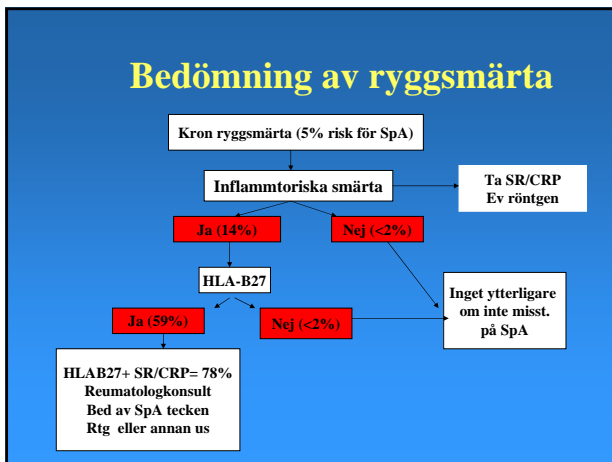 Bedömning av ryggsmärta
Kron ryggsmärta (5% risk för SpA)
Inflammtoriska smärta
Ta SR/CRP
Ev röntgen
Ja (14%)
Nej (<2%)
HLA-B27
Inget ytterligare
om inte misst.
på SpA
Ja (59%)
Nej (<2%)
HLAB27+ SR/CRP= 78%
Reumatologkonsult
Bed av SpA tecken
Rtg eller annan us